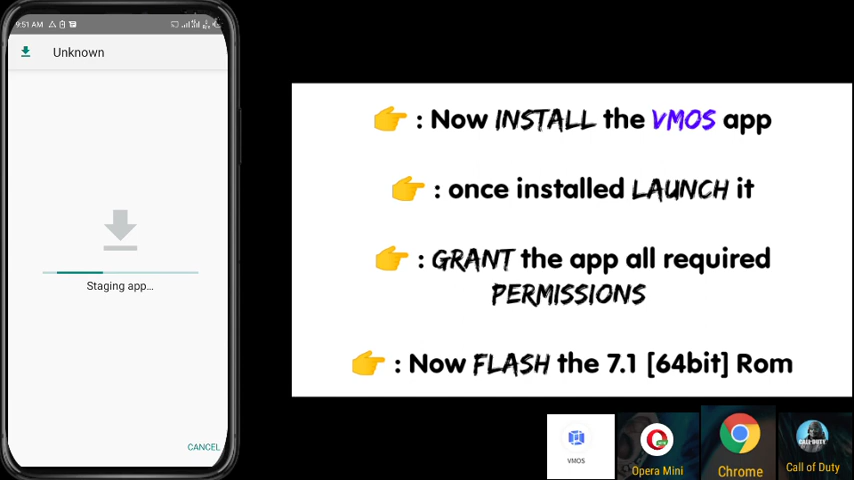 9:51 AM
Unknown
Staging app...
CANCEL
👉 : Now INSTALL the VMOS app
👉 : once installed LAUNCH it
👉 : GRANT the app all required
PERMISSIONS
👉 : Now FLASH the 7.1 [64bit] Rom
VMOS
Opera Mini
Chrome
CALL OF DUTY
Call of Duty